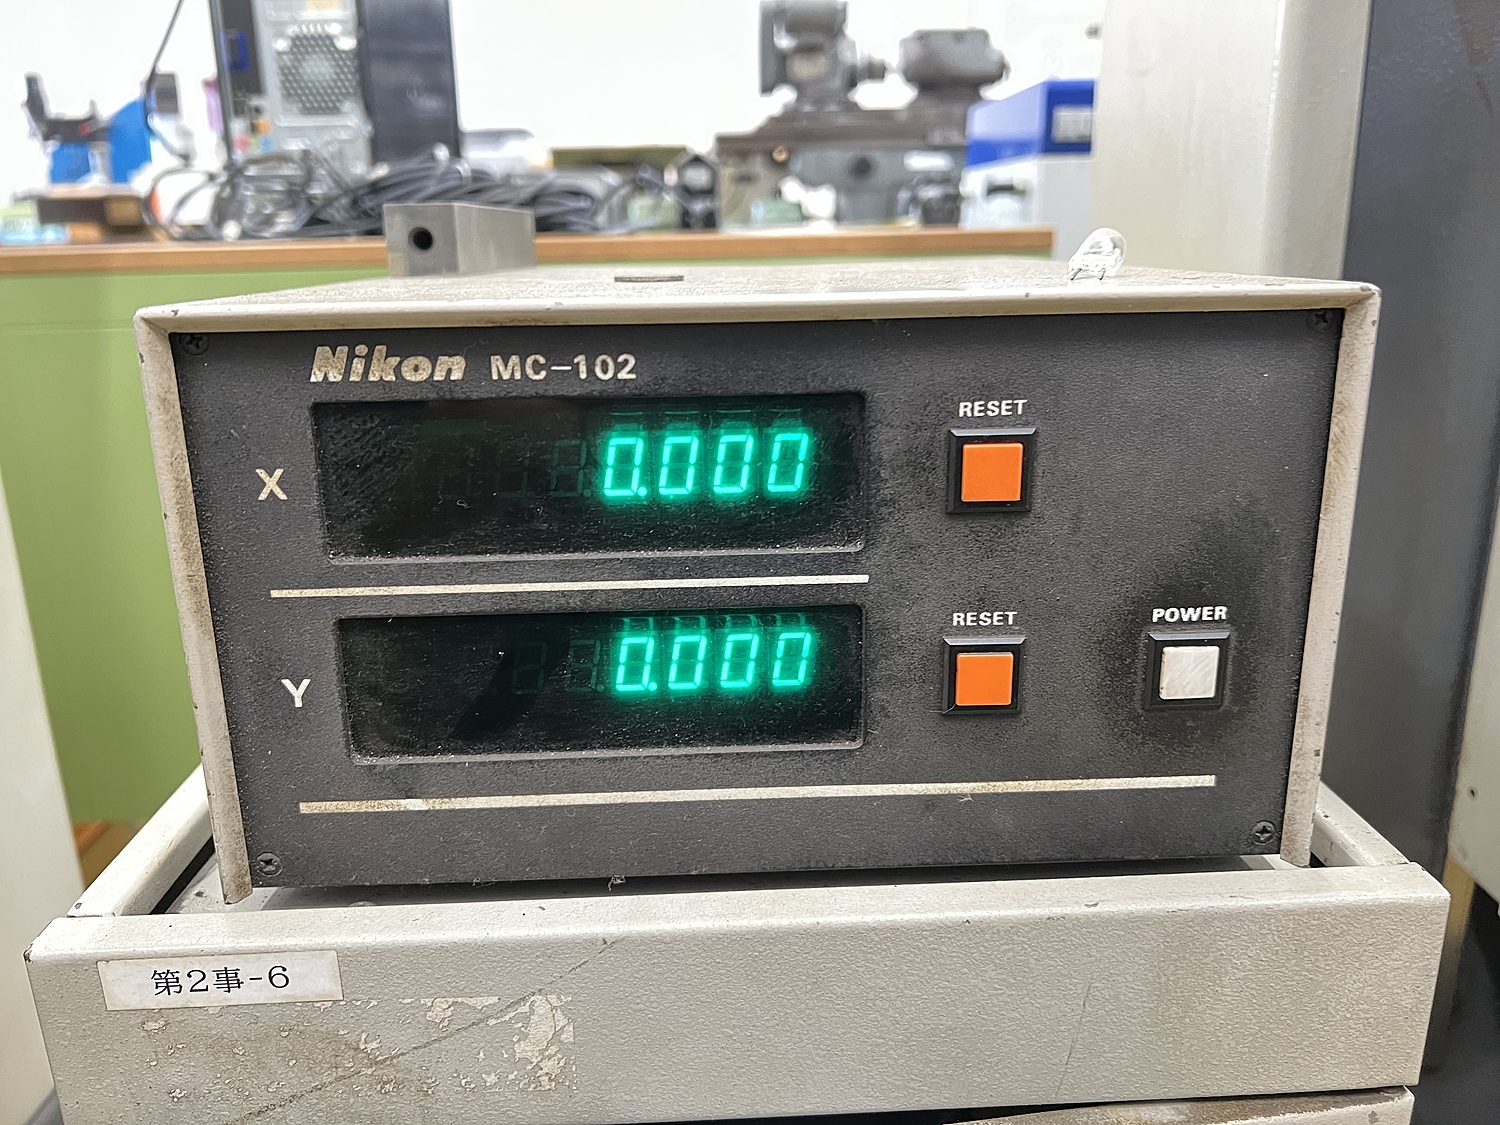 Nikon MC-102
RESET
X 0.000
RESET
POWER
Y 0.000
第2事-6